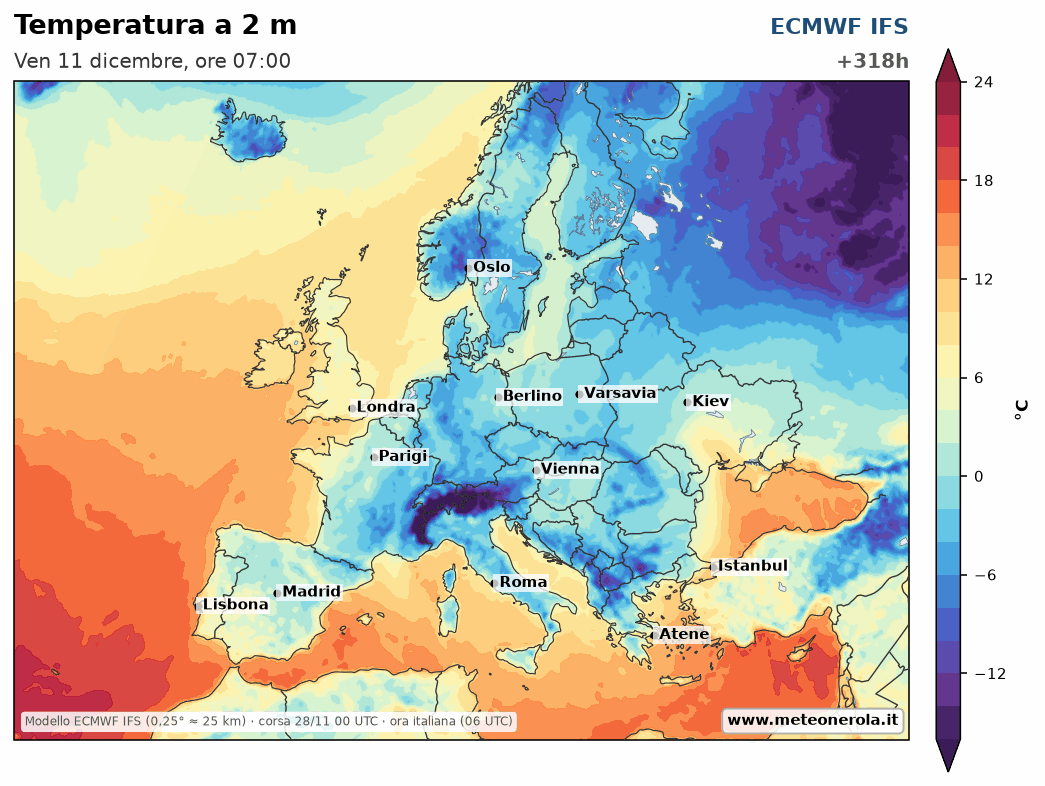 Temperatura a 2 m
ECMWF IFS
Ven 11 dicembre, ore 07:00
+318h
24
18
12
6
0
−6
−12
°C
Oslo
Berlino
Varsavia
Kiev
Londra
Parigi
Vienna
Istanbul
Roma
Madrid
Lisbona
Atene
Modello ECMWF IFS (0,25° ≈ 25 km) · corsa 28/11 00 UTC · ora italiana (06 UTC)
www.meteonerola.it